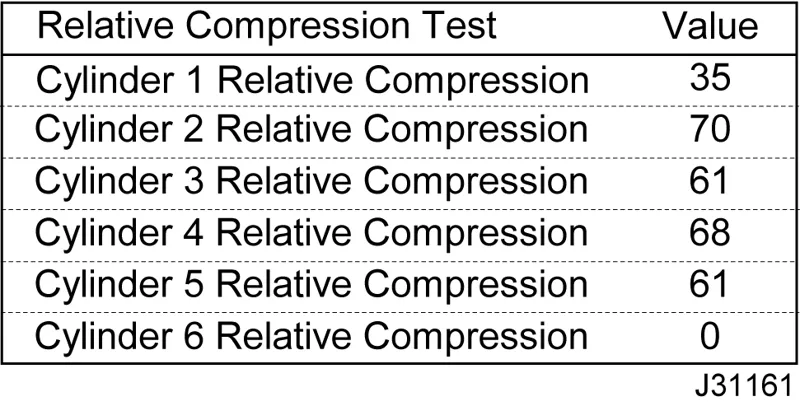 Relative Compression Test Value
Cylinder 1 Relative Compression 35
Cylinder 2 Relative Compression 70
Cylinder 3 Relative Compression 61
Cylinder 4 Relative Compression 68
Cylinder 5 Relative Compression 61
Cylinder 6 Relative Compression 0
J31161